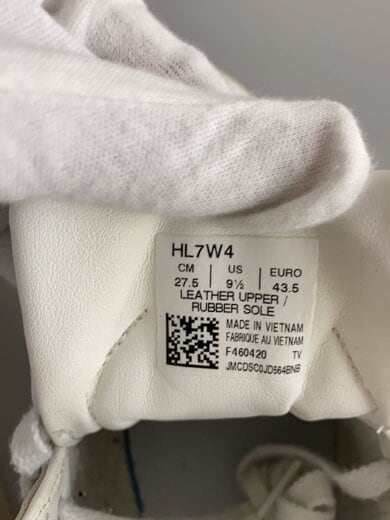 HL7W4
CM | US | EURO
27.5 | 9½ | 43.5
LEATHER UPPER /
RUBBER SOLE
MADE IN VIETNAM
FABRIQUE AU VIETNAM
F460420 TV
JMCDSC0JD564BNB